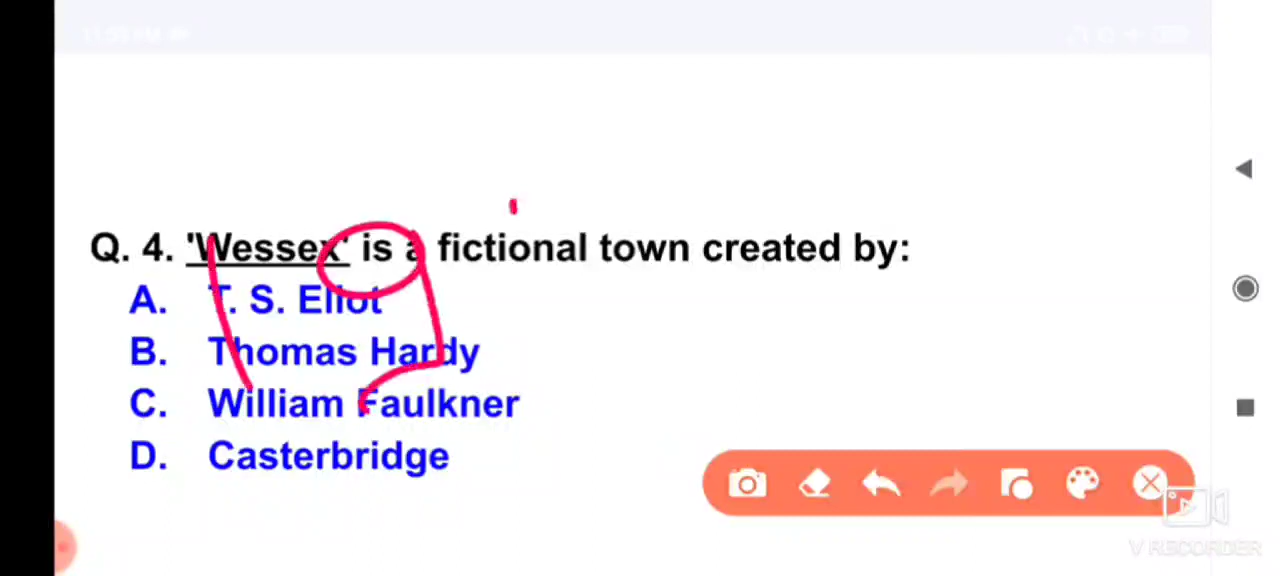 Q. 4. 'Wessex' is a fictional town created by:
A. T. S. Eliot
B. Thomas Hardy
C. William Faulkner
D. Casterbridge
V RECORDER